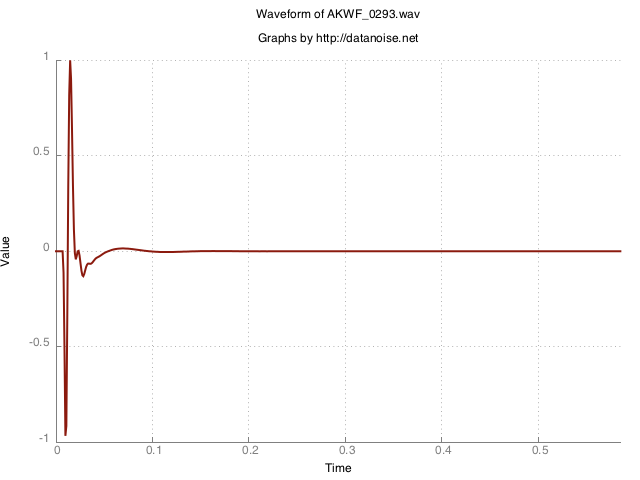 Waveform of AKWF_0293.wav
Graphs by http://datanoise.net
1
0.5
0
-0.5
-1
Value
0 0.1 0.2 0.3 0.4 0.5
Time